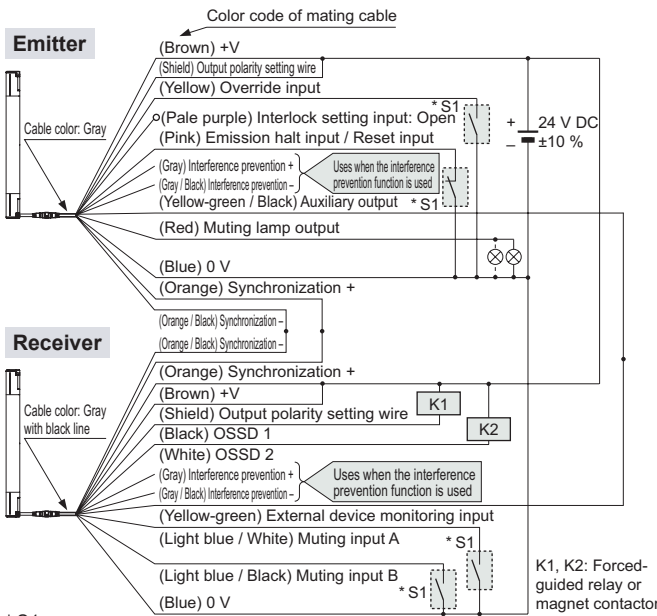 Color code of mating cable
Emitter
(Brown) +V
(Shield) Output polarity setting wire
(Yellow) Override input
* S1
(Pale purple) Interlock setting input: Open
+
24 V DC
Cable color: Gray
(Pink) Emission halt input / Reset input
–
±10 %
(Gray) Interference prevention +
Uses when the interference
(Gray / Black) Interference prevention –
prevention function is used
(Yellow-green / Black) Auxiliary output
* S1
(Red) Muting lamp output
(Blue) 0 V
(Orange) Synchronization +
(Orange / Black) Synchronization –
Receiver
(Orange / Black) Synchronization –
(Orange) Synchronization +
(Brown) +V
Cable color: Gray
with black line
(Shield) Output polarity setting wire
K1
(Black) OSSD 1
K2
(White) OSSD 2
(Gray) Interference prevention +
Uses when the interference
(Gray / Black) Interference prevention –
prevention function is used
(Yellow-green) External device monitoring input
(Light blue / White) Muting input A
* S1
(Light blue / Black) Muting input B
* S1
K1, K2: Forced-
guided relay or
magnet contactor
(Blue) 0 V